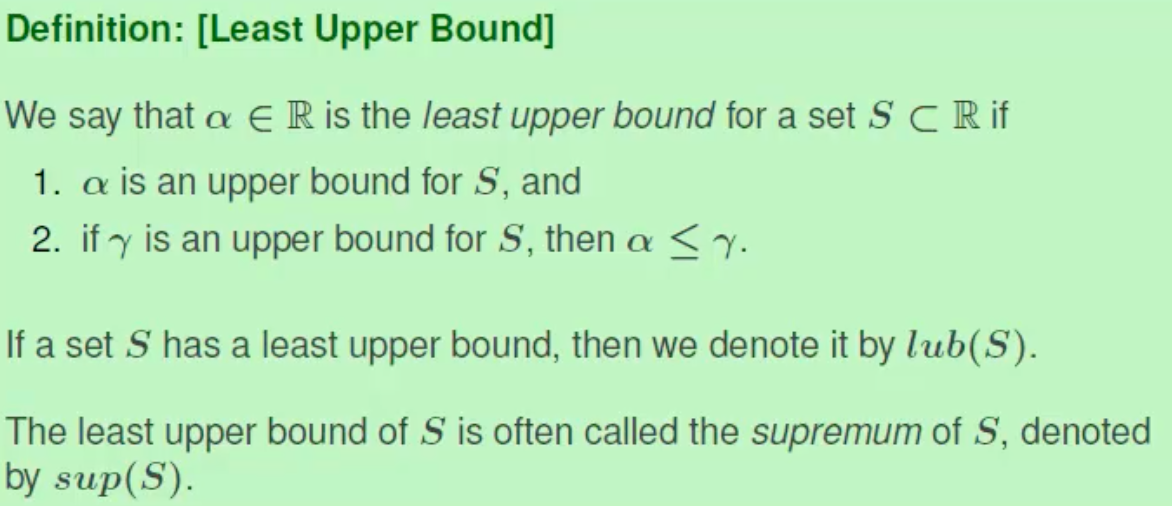 Definition: [Least Upper Bound]
We say that α ∈ ℝ is the least upper bound for a set S ⊂ ℝ if
1. α is an upper bound for S, and
2. if γ is an upper bound for S, then α ≤ γ.
If a set S has a least upper bound, then we denote it by lub(S).
The least upper bound of S is often called the supremum of S, denoted
by sup(S).